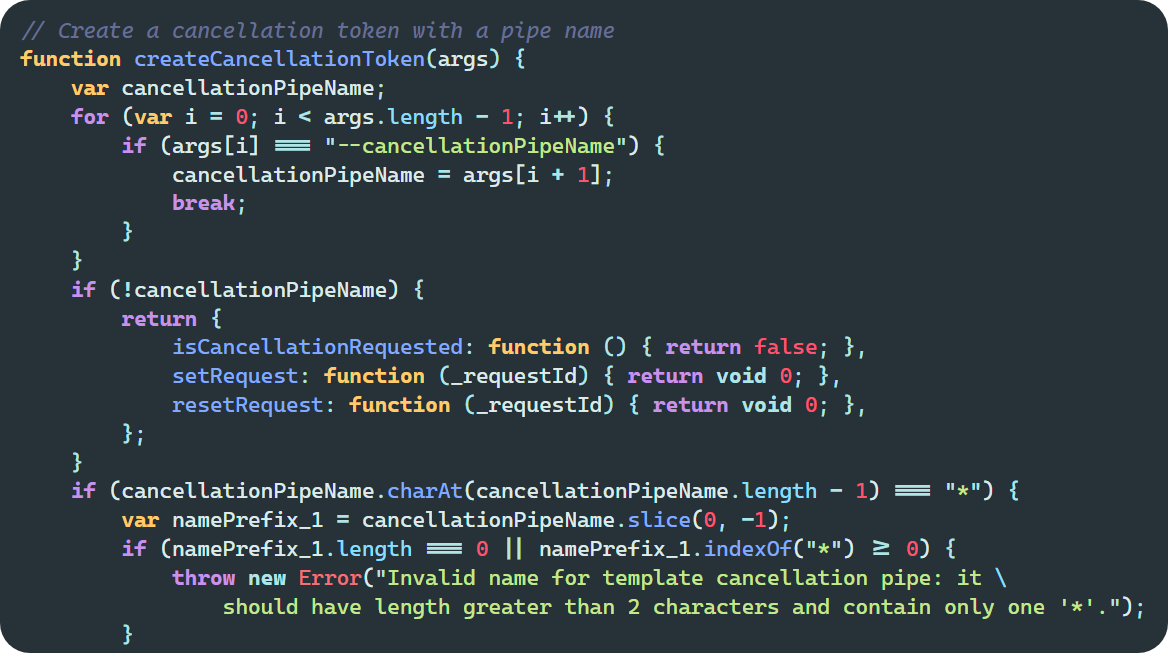 // Create a cancellation token with a pipe name
function createCancellationToken(args) {
    var cancellationPipeName;
    for (var i = 0; i < args.length - 1; i++) {
        if (args[i] === "--cancellationPipeName") {
            cancellationPipeName = args[i + 1];
            break;
        }
    }
    if (!cancellationPipeName) {
        return {
            isCancellationRequested: function () { return false; },
            setRequest: function (_requestId) { return void 0; },
            resetRequest: function (_requestId) { return void 0; },
        };
    }
    if (cancellationPipeName.charAt(cancellationPipeName.length - 1) === "*") {
        var namePrefix_1 = cancellationPipeName.slice(0, -1);
        if (namePrefix_1.length === 0 || namePrefix_1.indexOf("*") >= 0) {
            throw new Error("Invalid name for template cancellation pipe: it \
                should have length greater than 2 characters and contain only one '*'.");
        }